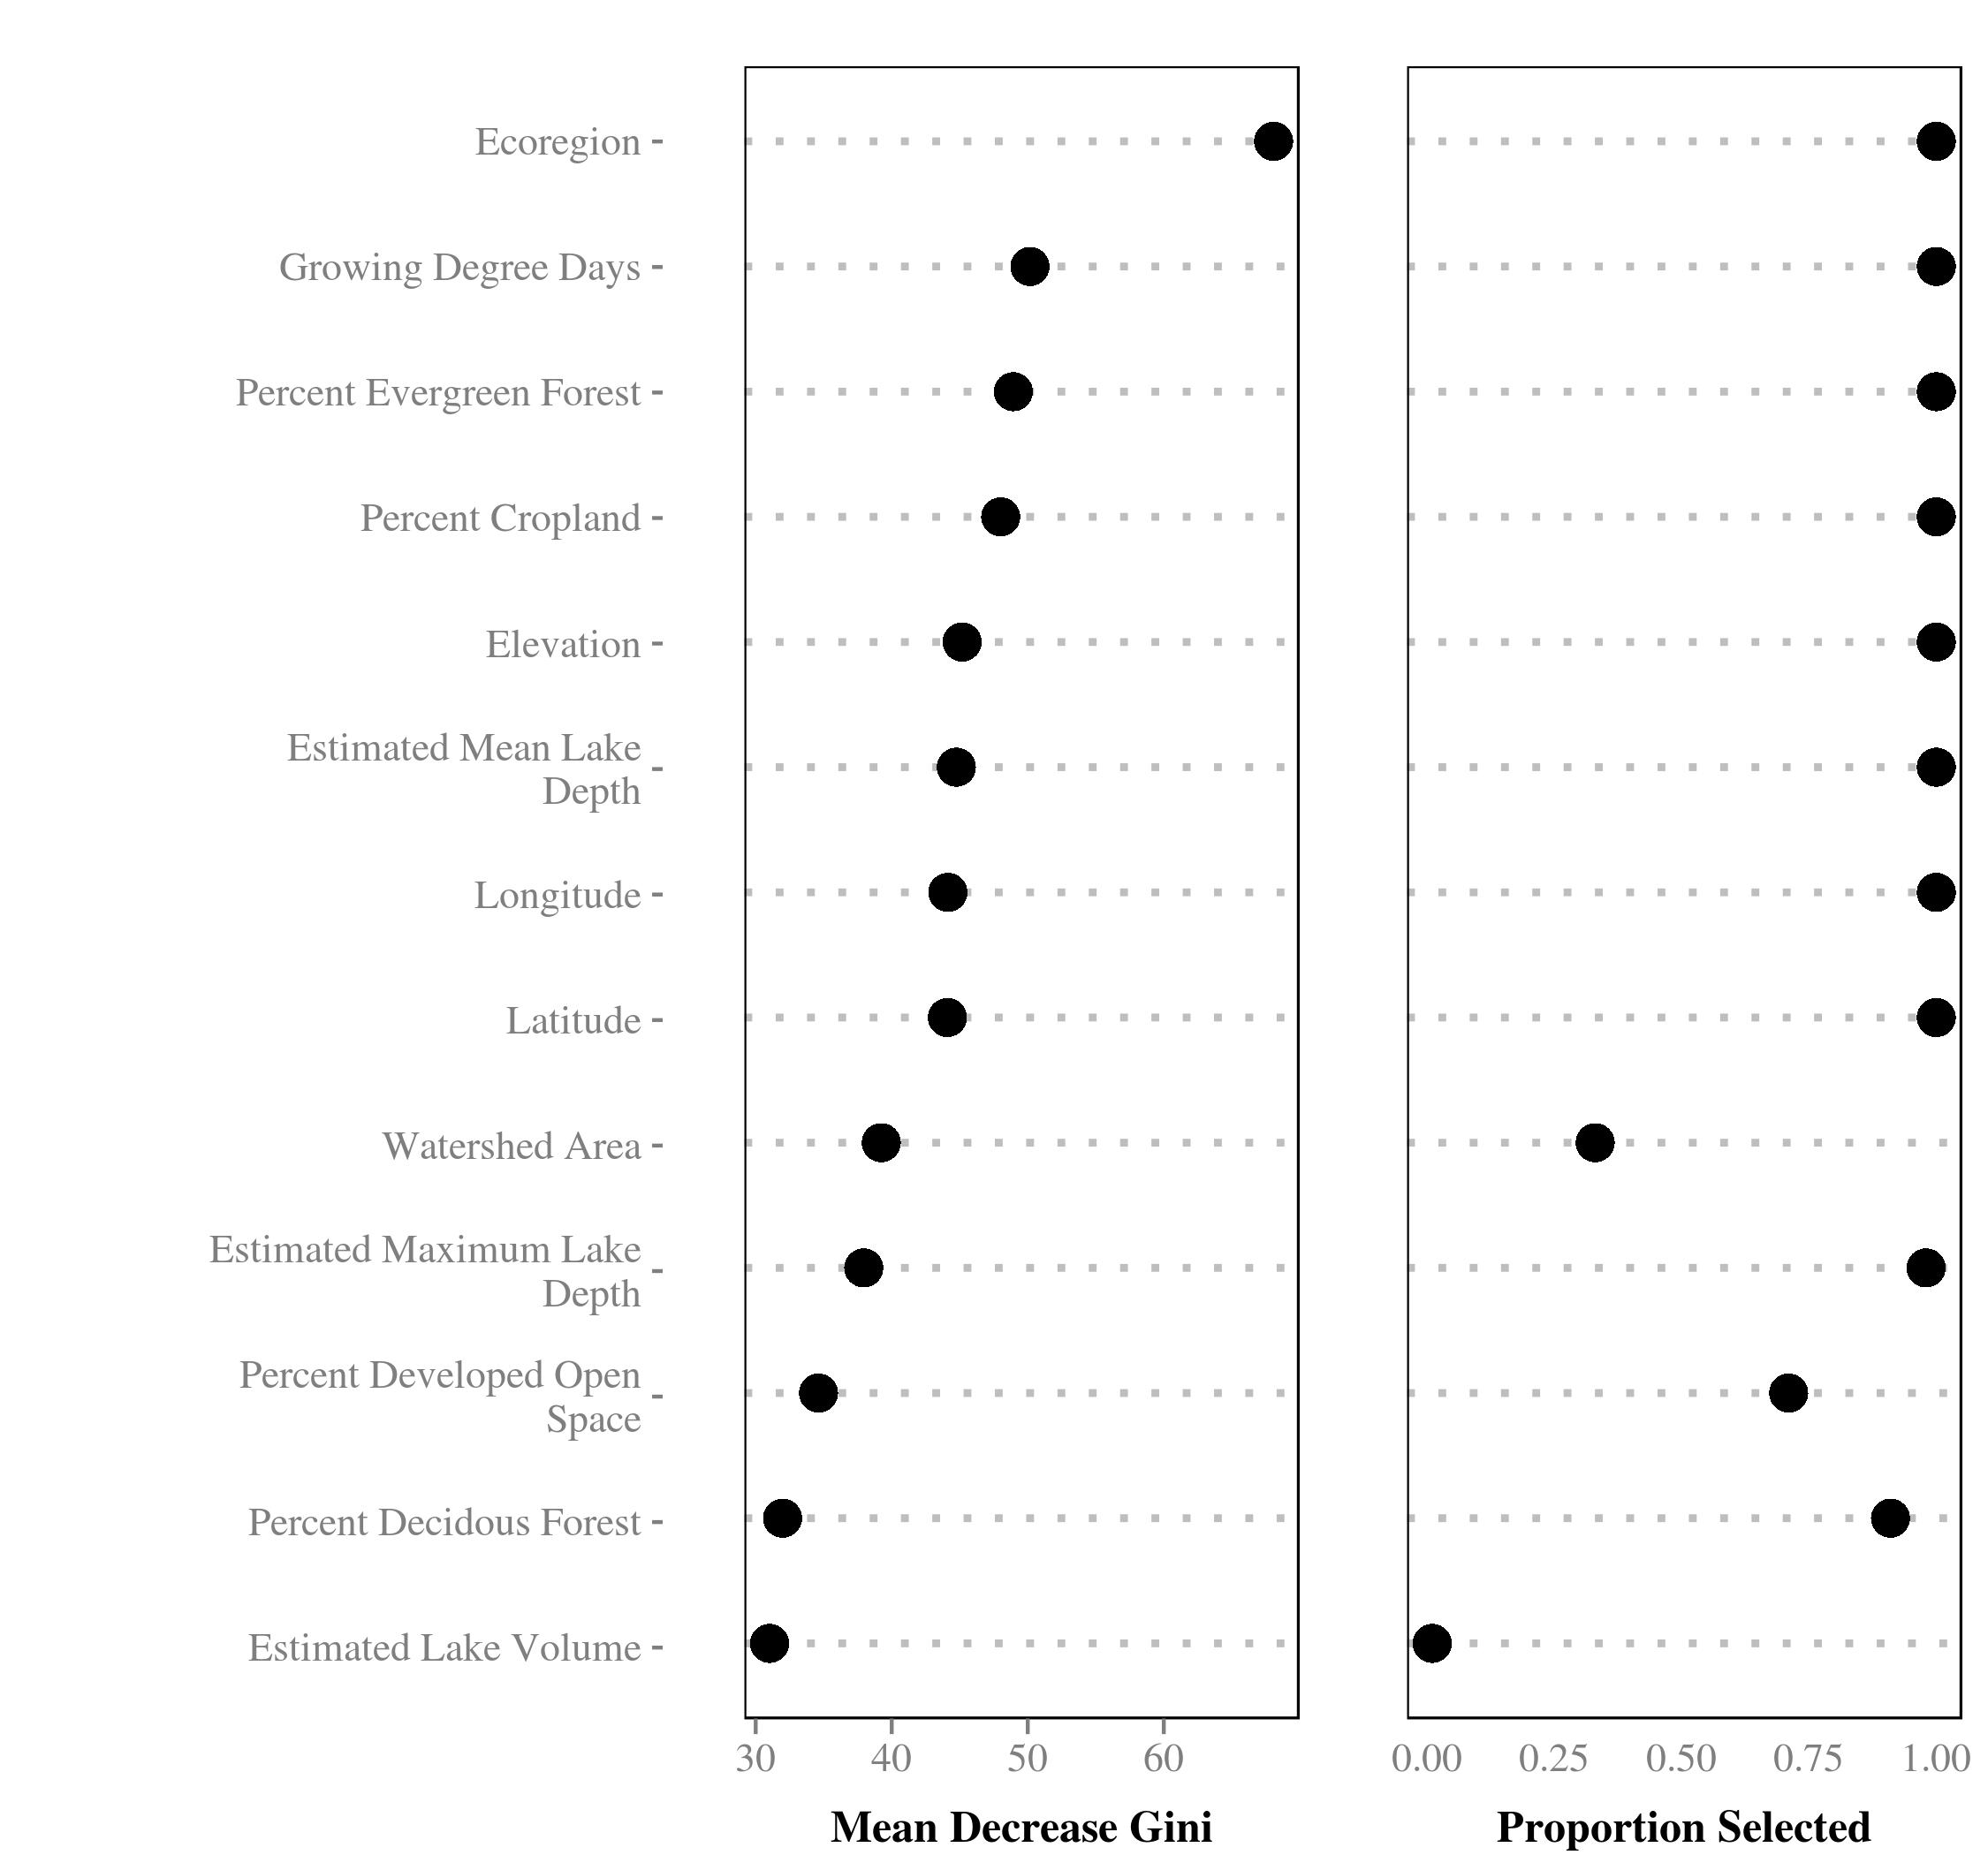 Ecoregion
Growing Degree Days
Percent Evergreen Forest
Percent Cropland
Elevation
Estimated Mean Lake
Depth
Longitude
Latitude
Watershed Area
Estimated Maximum Lake
Depth
Percent Developed Open
Space
Percent Decidous Forest
Estimated Lake Volume
30 40 50 60
Mean Decrease Gini
0.00 0.25 0.50 0.75 1.00
Proportion Selected